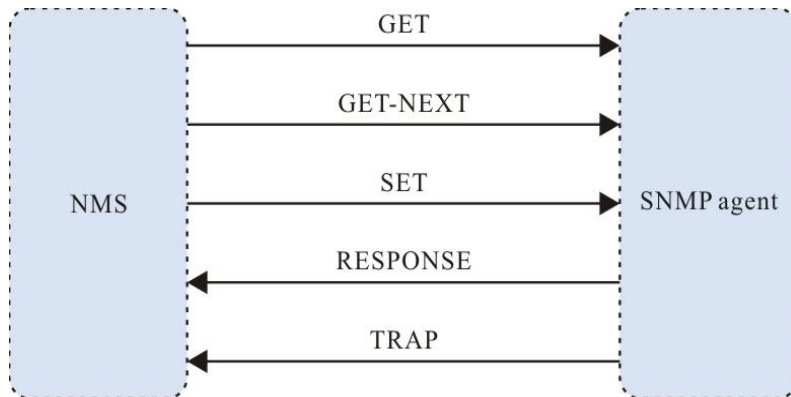 GET
GET-NEXT
SET
NMS
SNMP agent
RESPONSE
TRAP